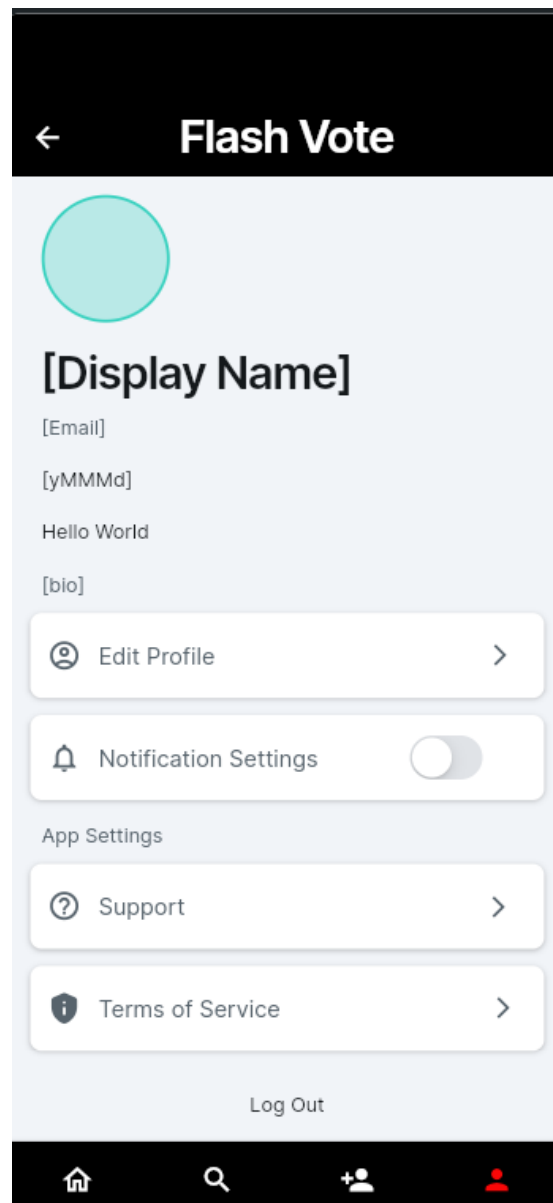 Flash Vote
[Display Name]
[Email]
[yMMMd]
Hello World
[bio]
Edit Profile
Notification Settings
App Settings
Support
Terms of Service
Log Out